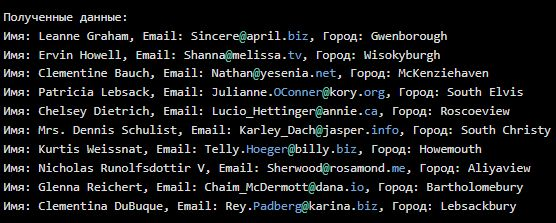 Полученные данные:
Имя: Leanne Graham, Email: Sincere@april.biz, Город: Gwenborough
Имя: Ervin Howell, Email: Shanna@melissa.tv, Город: Wisokyburgh
Имя: Clementine Bauch, Email: Nathan@yesenia.net, Город: McKenziehaven
Имя: Patricia Lebsack, Email: Julianne.OConner@kory.org, Город: South Elvis
Имя: Chelsey Dietrich, Email: Lucio_Hettinger@annie.ca, Город: Roscoeview
Имя: Mrs. Dennis Schulist, Email: Karley_Dach@jasper.info, Город: South Christy
Имя: Kurtis Weissnat, Email: Telly.Hoeger@billy.biz, Город: Howemouth
Имя: Nicholas Runolfsdottir V, Email: Sherwood@rosamond.me, Город: Aliyaview
Имя: Glenna Reichert, Email: Chaim_McDermott@dana.io, Город: Bartholomebury
Имя: Clementina DuBuque, Email: Rey.Padberg@karina.biz, Город: Lebsackbury